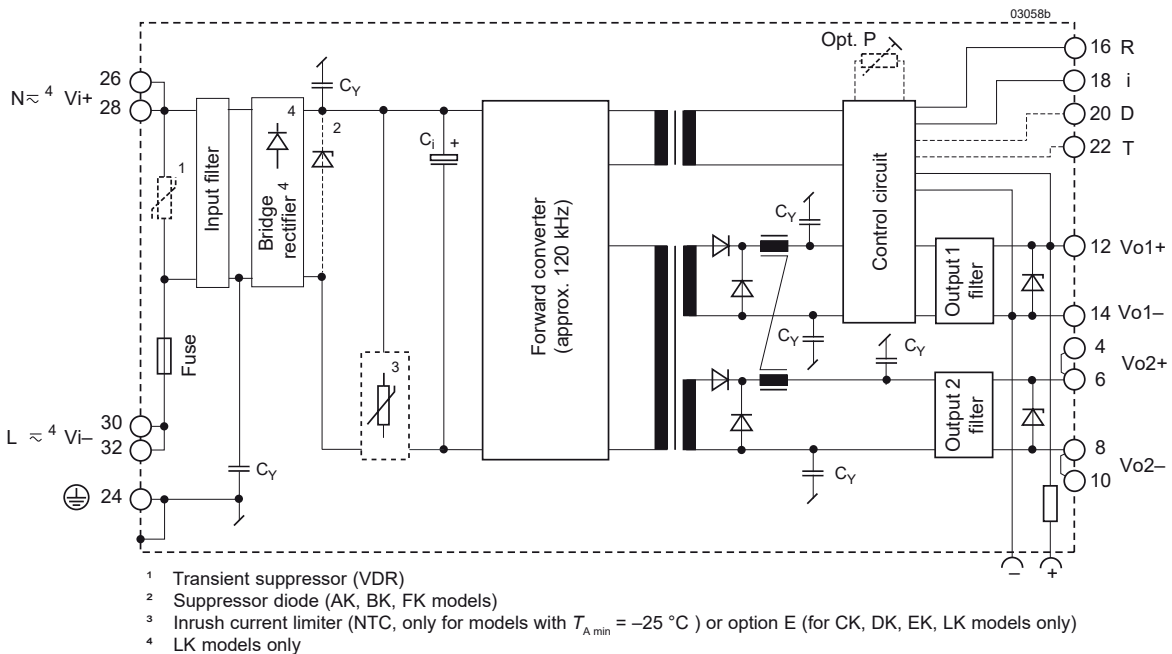 03058b
Opt. P
16 R
18 i
20 D
22 T
26
N ≂ ⁴ Vi+
28
CY
4
2
1
Input filter
Bridge rectifier ⁴
Ci +
Forward converter
(approx. 120 kHz)
Control circuit
CY
12 Vo1+
Output 1 filter
14 Vo1–
CY
4
Vo2+
6
CY
Fuse
3
Output 2 filter
30
L ≂ ⁴ Vi–
32
8
Vo2–
10
CY
CY
24
– +
¹ Transient suppressor (VDR)
² Suppressor diode (AK, BK, FK models)
³ Inrush current limiter (NTC, only for models with TA min = –25 °C ) or option E (for CK, DK, EK, LK models only)
⁴ LK models only